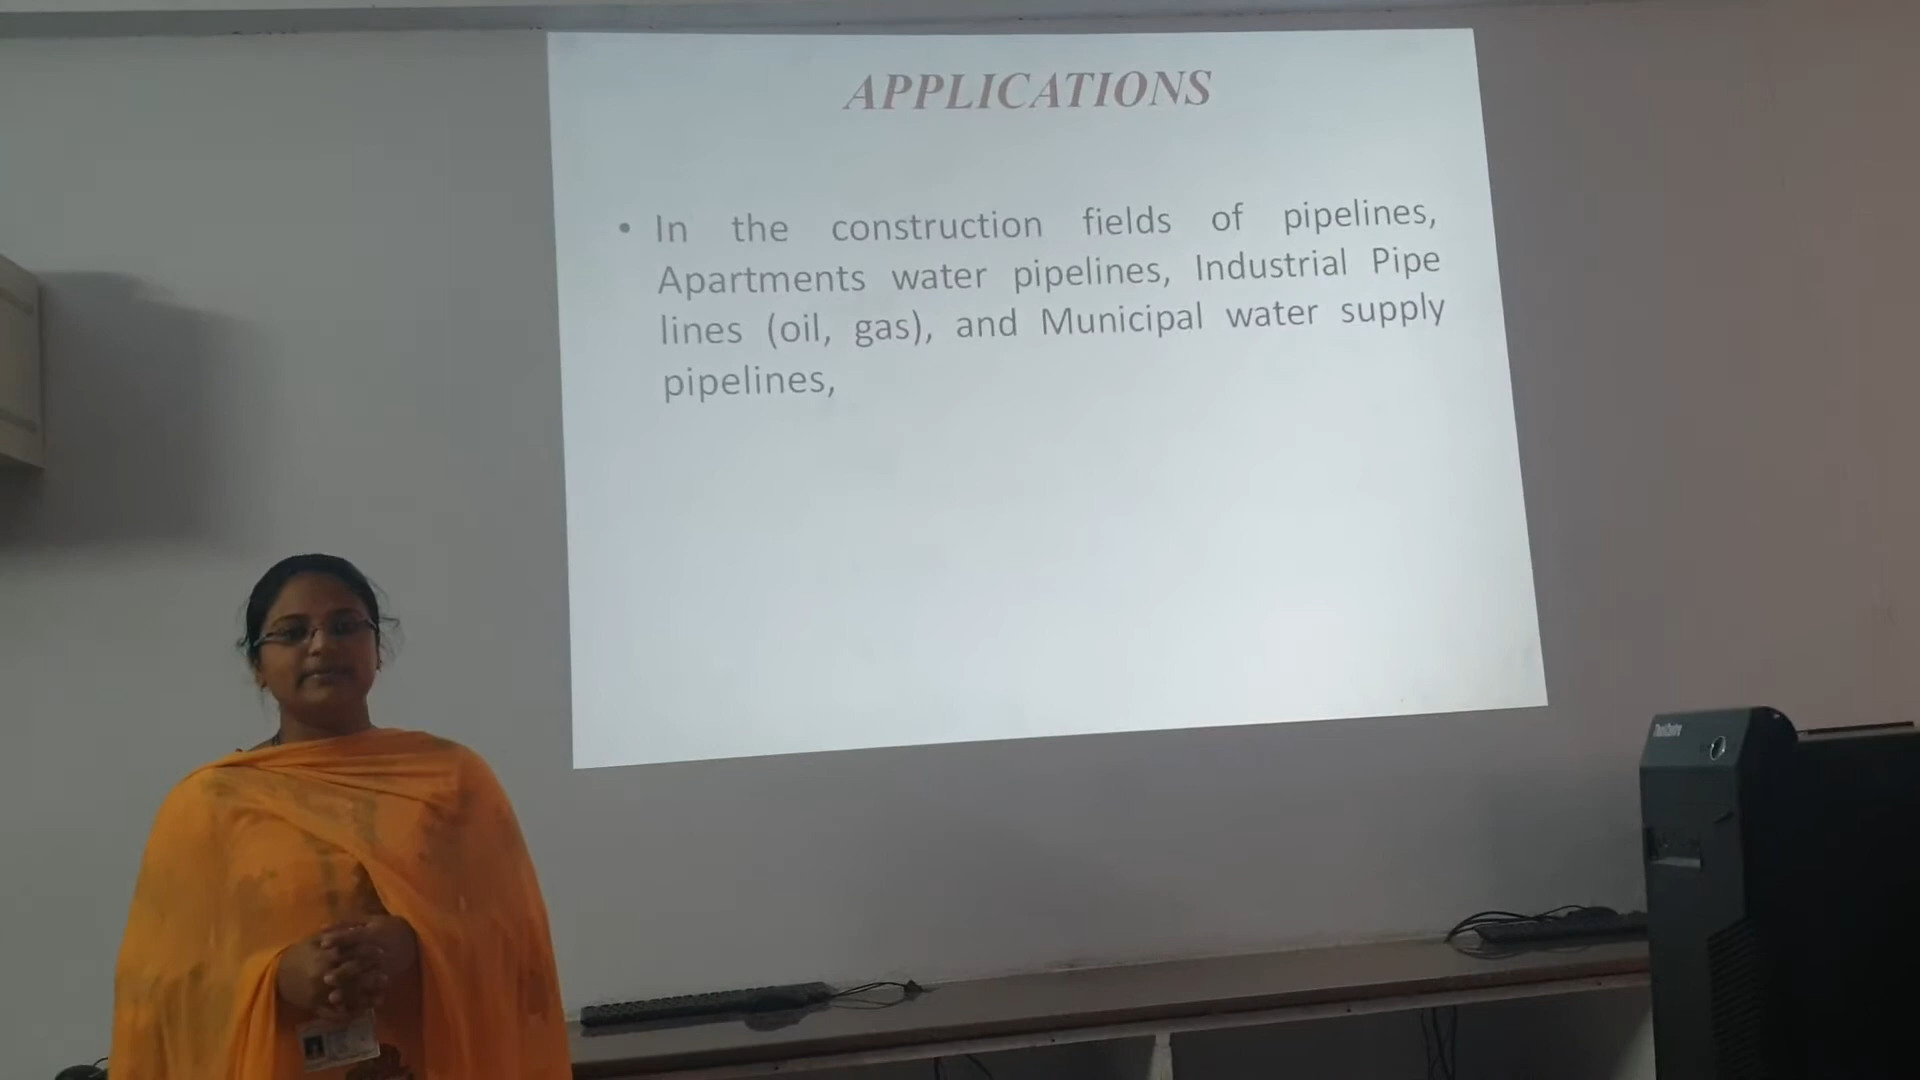 APPLICATIONS
• In the construction fields of pipelines,
Apartments water pipelines, Industrial Pipe
lines (oil, gas), and Municipal water supply
pipelines,
ThinkCentre